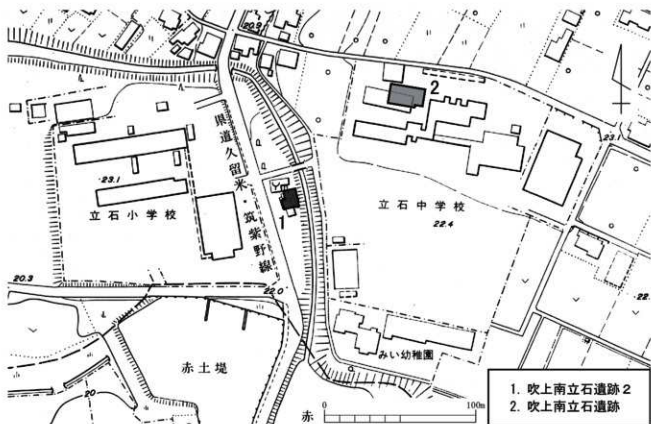 20.9
2
県道久留米・筑紫野線
23.1
23.1
立石小学校
1
立石中学校
22.4
20.3
22.0
赤土堤
みい幼稚園
20
赤
0
100m
22.
1. 吹上南立石遺跡2
2. 吹上南立石遺跡